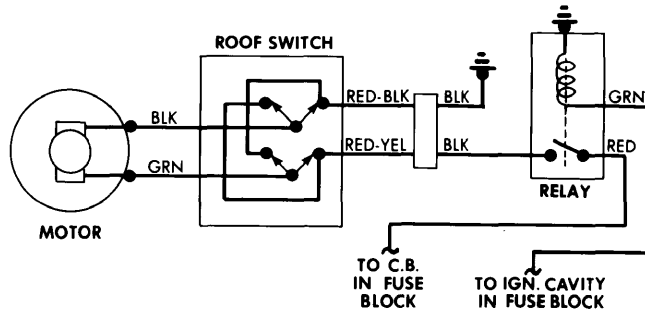 ROOF SWITCH
RED-BLK
BLK
GRN
BLK
RED-YEL
BLK
RED
GRN
RELAY
MOTOR
TO C.B.
IN FUSE
BLOCK
TO IGN. CAVITY
IN FUSE BLOCK